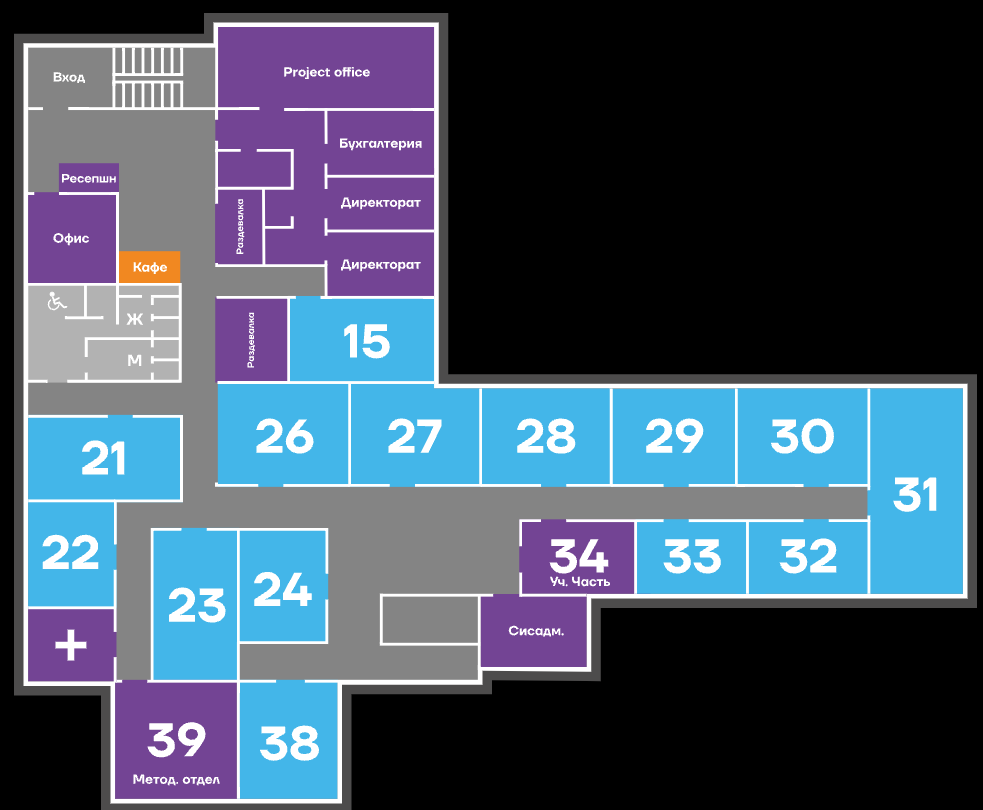 Project office
Вход
Бухгалтерия
Ресепшн
Директорат
Раздевалка
Офис
Директорат
Кафе
Ж
Раздевалка
15
М
26
27
28
29
30
21
31
22
34
Уч. Часть
33
32
23
24
Сисадм.
+
39
Метод. отдел
38